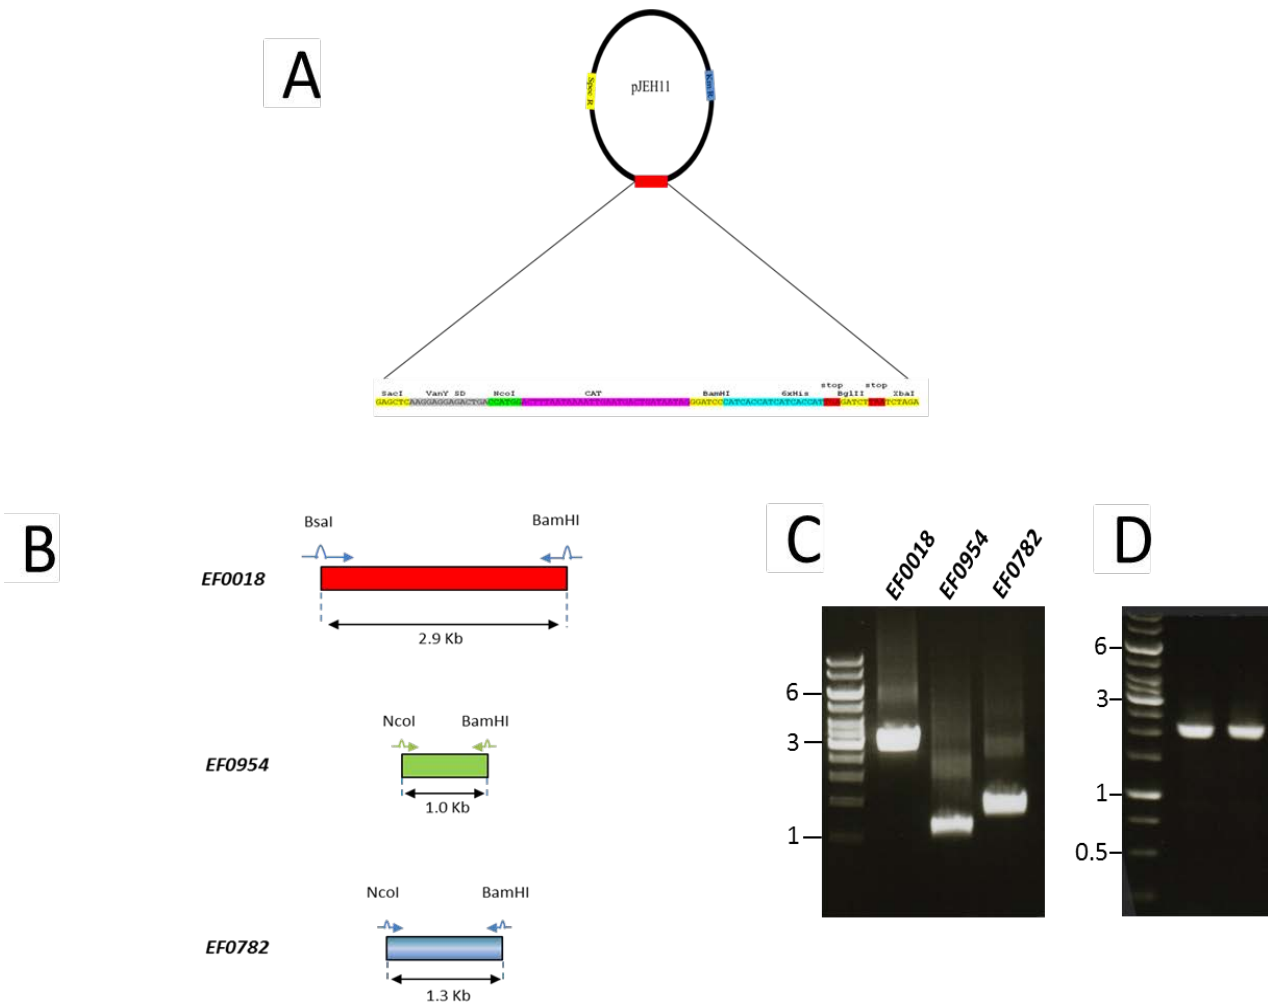 A
Spec R
pJEH11
Km R
stop stop
SacI VanY SD NcoI CAT BamHI 6xHis BglII XbaI
B
BsaI BamHI
EF0018
2.9 Kb
NcoI BamHI
EF0954
1.0 Kb
NcoI BamHI
EF0782
1.3 Kb
C
EF0018 EF0954 EF0782
6
3
1
D
6
3
1
0.5